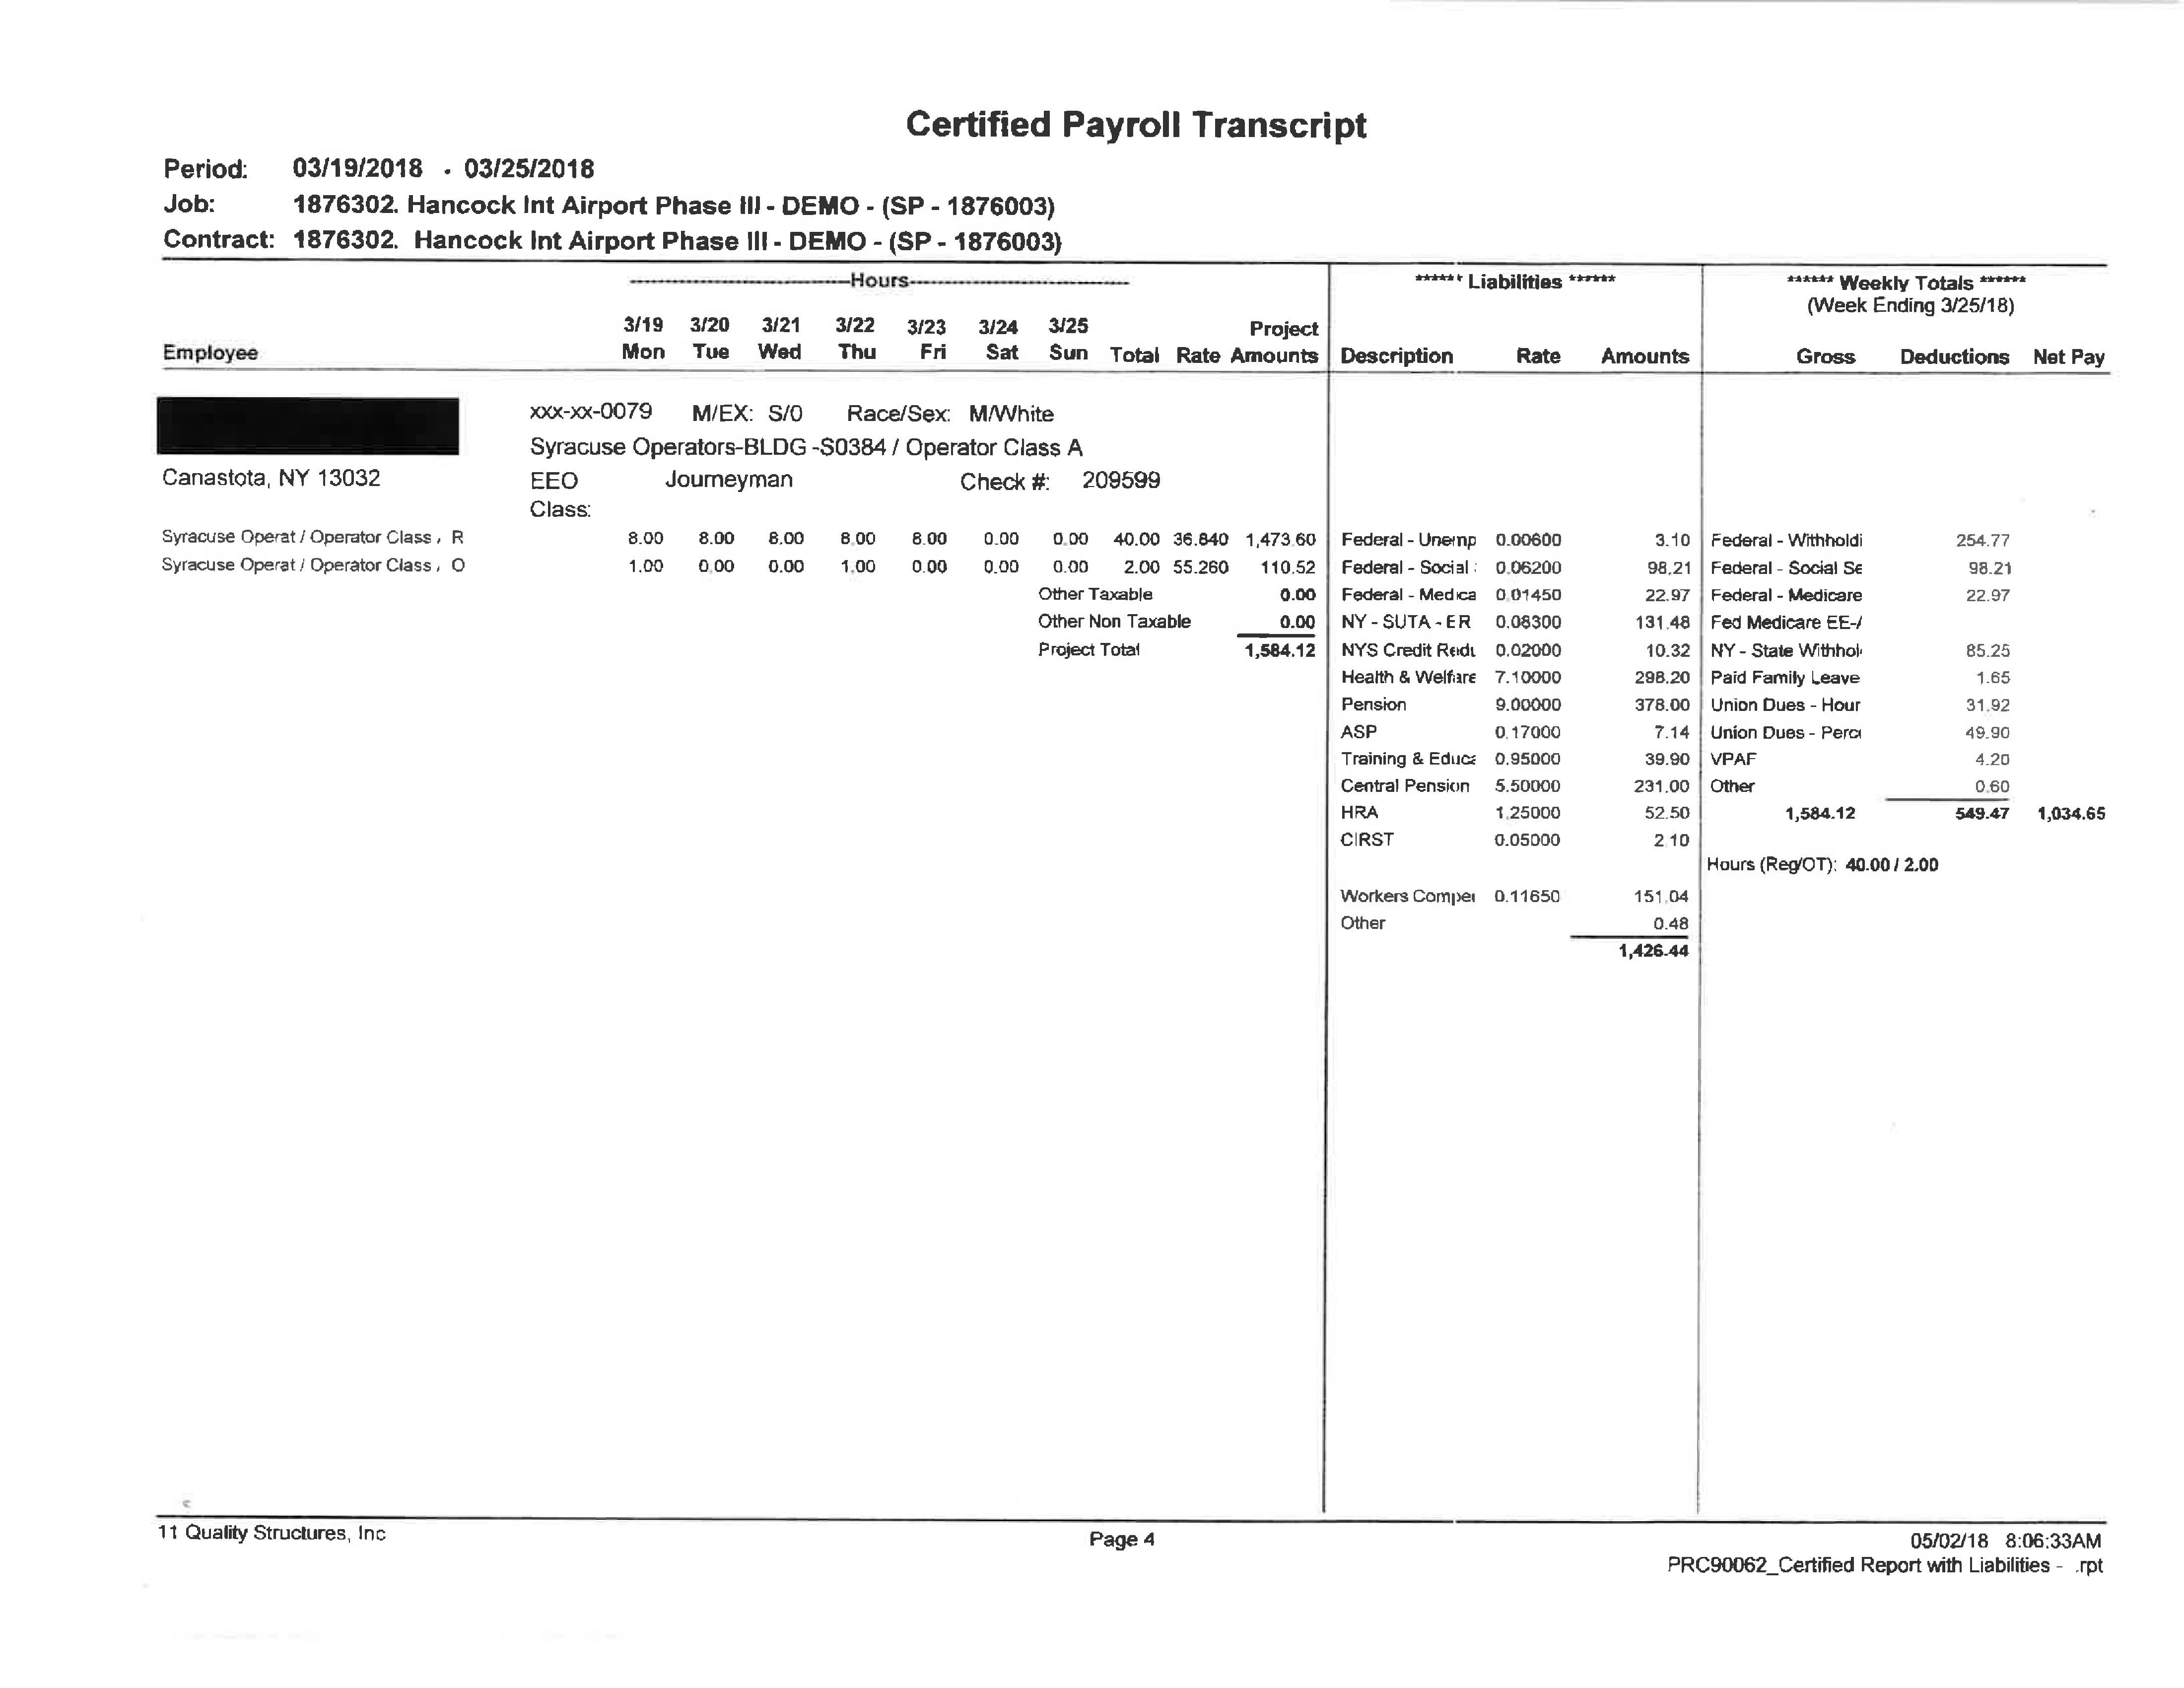 Certified Payroll Transcript
Period: 03/19/2018 - 03/25/2018
Job: 1876302. Hancock Int Airport Phase III - DEMO - (SP - 1876003)
Contract: 1876302. Hancock Int Airport Phase III - DEMO - (SP - 1876003)
Hours ****** Liabilities ****** ****** Weekly Totals ******
(Week Ending 3/25/18)
3/19 3/20 3/21 3/22 3/23 3/24 3/25 Project
Employee Mon Tue Wed Thu Fri Sat Sun Total Rate Amounts Description Rate Amounts Gross Deductions Net Pay
xxx-xx-0079 M/EX: S/0 Race/Sex: M/White
Syracuse Operators-BLDG -S0384 / Operator Class A
Canastota, NY 13032 EEO Journeyman Check #: 209599
Class:
Syracuse Operat / Operator Class , R 8.00 8.00 8.00 8.00 8.00 0.00 0.00 40.00 36.840 1,473.60 Federal - Unemp 0.00600 3.10 Federal - Withholdi 254.77
Syracuse Operat / Operator Class , O 1.00 0.00 0.00 1.00 0.00 0.00 0.00 2.00 55.260 110.52 Federal - Social 0.06200 98.21 Federal - Social Se 98.21
Other Taxable 0.00 Federal - Medica 0.01450 22.97 Federal - Medicare 22.97
Other Non Taxable 0.00 NY - SUTA - ER 0.08300 131.48 Fed Medicare EE-/
Project Total 1,584.12 NYS Credit Redu 0.02000 10.32 NY - State Withhol 85.25
Health & Welfare 7.10000 298.20 Paid Family Leave 1.65
Pension 9.00000 378.00 Union Dues - Hour 31.92
ASP 0.17000 7.14 Union Dues - Perc 49.90
Training & Educa 0.95000 39.90 VPAF 4.20
Central Pension 5.50000 231.00 Other 0.60
HRA 1.25000 52.50 1,584.12 549.47 1,034.65
CIRST 0.05000 2.10
Hours (Reg/OT): 40.00 / 2.00
Workers Compe 0.11650 151.04
Other 0.48
1,426.44
11 Quality Structures, Inc Page 4 05/02/18 8:06:33AM
PRC90062_Certified Report with Liabilities - .rpt